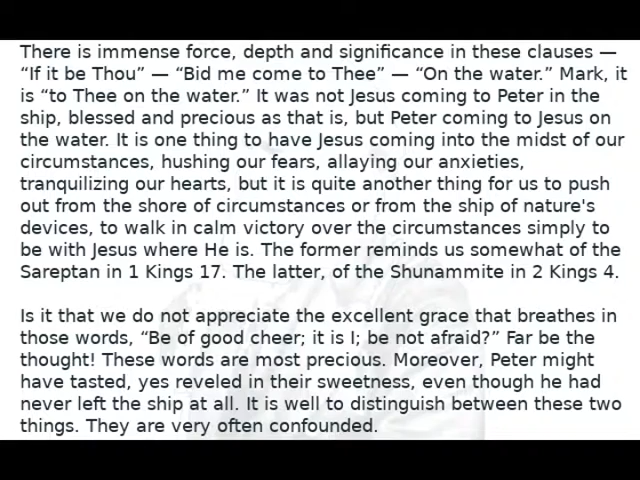 There is immense force, depth and significance in these clauses —
“If it be Thou” — “Bid me come to Thee” — “On the water.” Mark, it
is “to Thee on the water.” It was not Jesus coming to Peter in the
ship, blessed and precious as that is, but Peter coming to Jesus on
the water. It is one thing to have Jesus coming into the midst of our
circumstances, hushing our fears, allaying our anxieties,
tranquilizing our hearts, but it is quite another thing for us to push
out from the shore of circumstances or from the ship of nature's
devices, to walk in calm victory over the circumstances simply to
be with Jesus where He is. The former reminds us somewhat of the
Sareptan in 1 Kings 17. The latter, of the Shunammite in 2 Kings 4.
Is it that we do not appreciate the excellent grace that breathes in
those words, “Be of good cheer; it is I; be not afraid?” Far be the
thought! These words are most precious. Moreover, Peter might
have tasted, yes reveled in their sweetness, even though he had
never left the ship at all. It is well to distinguish between these two
things. They are very often confounded.